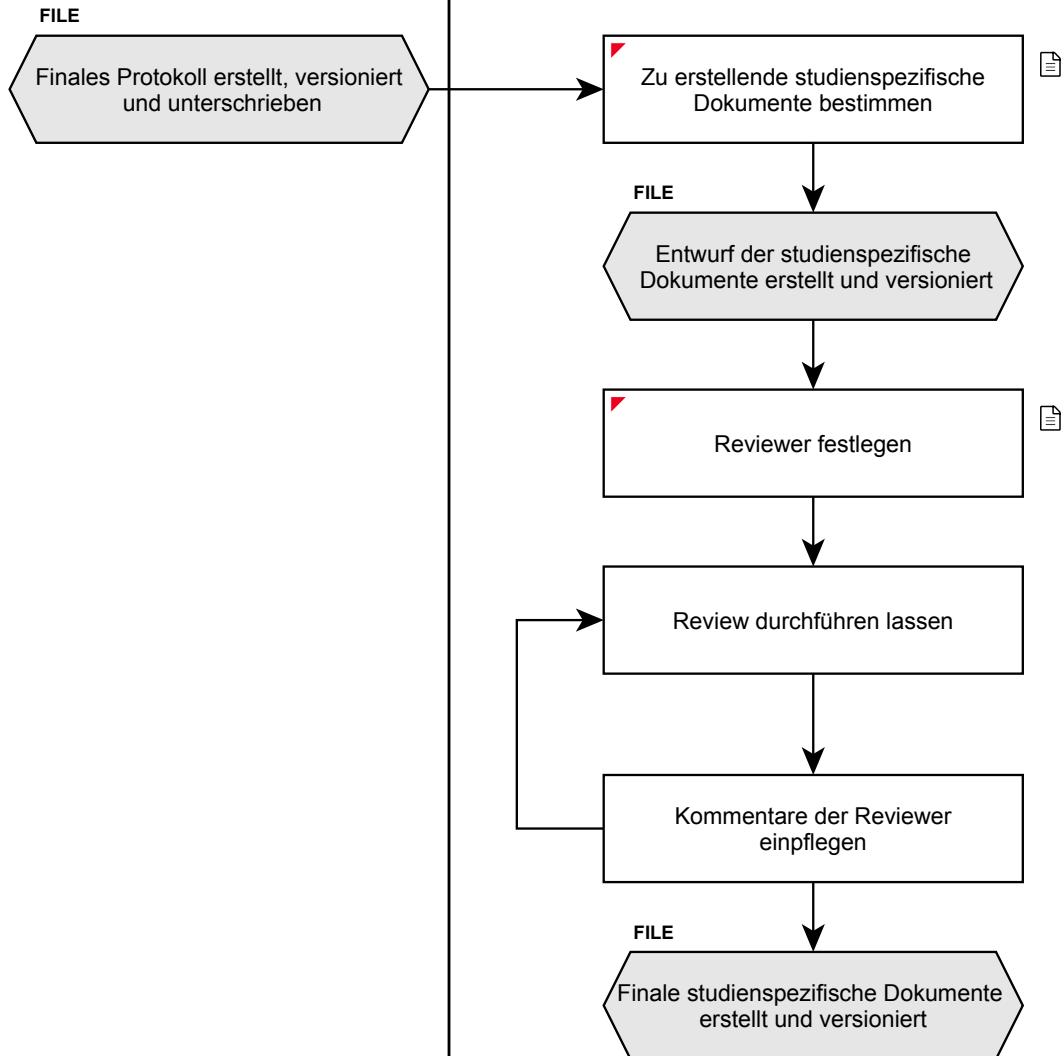 FILE
Finales Protokoll erstellt, versioniert
und unterschrieben
Zu erstellende studienspezifische
Dokumente bestimmen
FILE
Entwurf der studienspezifische
Dokumente erstellt und versioniert
Reviewer festlegen
Review durchführen lassen
Kommentare der Reviewer
einpflegen
FILE
Finale studienspezifische Dokumente
erstellt und versioniert